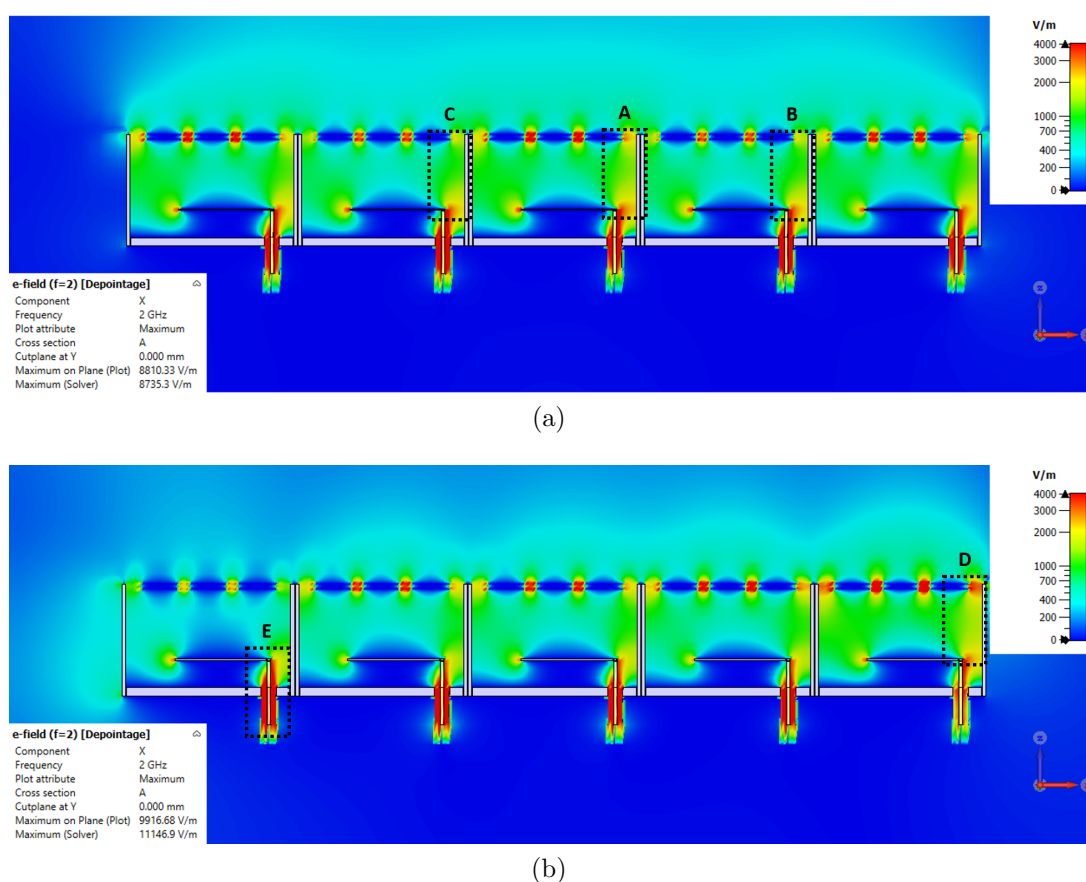 V/m
4000
3000
2000
1000
700
400
200
0
C
A
B
e-field (f=2) [Depointage]
Component X
Frequency 2 GHz
Plot attribute Maximum
Cross section A
Cutplane at Y 0.000 mm
Maximum on Plane (Plot) 8810.33 V/m
Maximum (Solver) 8735.3 V/m
z
(a)
V/m
4000
3000
2000
1000
700
400
200
0
D
E
e-field (f=2) [Depointage]
Component X
Frequency 2 GHz
Plot attribute Maximum
Cross section A
Cutplane at Y 0.000 mm
Maximum on Plane (Plot) 9916.68 V/m
Maximum (Solver) 11146.9 V/m
z
(b)